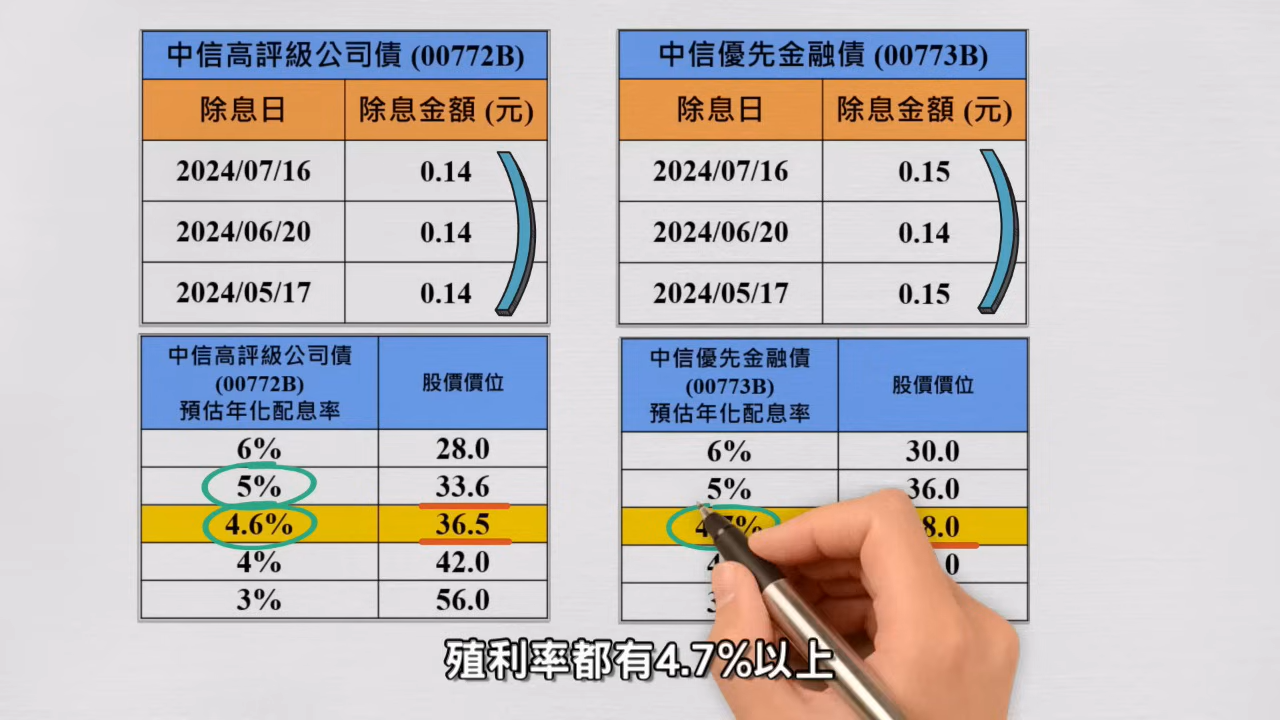 中信高評級公司債 (00772B)
除息日 除息金額 (元)
2024/07/16 0.14
2024/06/20 0.14
2024/05/17 0.14
中信優先金融債 (00773B)
除息日 除息金額 (元)
2024/07/16 0.15
2024/06/20 0.14
2024/05/17 0.15
中信高評級公司債
(00772B)
預估年化配息率
股價價位
6% 28.0
5% 33.6
4.6% 36.5
4% 42.0
3% 56.0
中信優先金融債
(00773B)
預估年化配息率
股價價位
6% 30.0
5% 36.0
殖利率都有4.7%以上